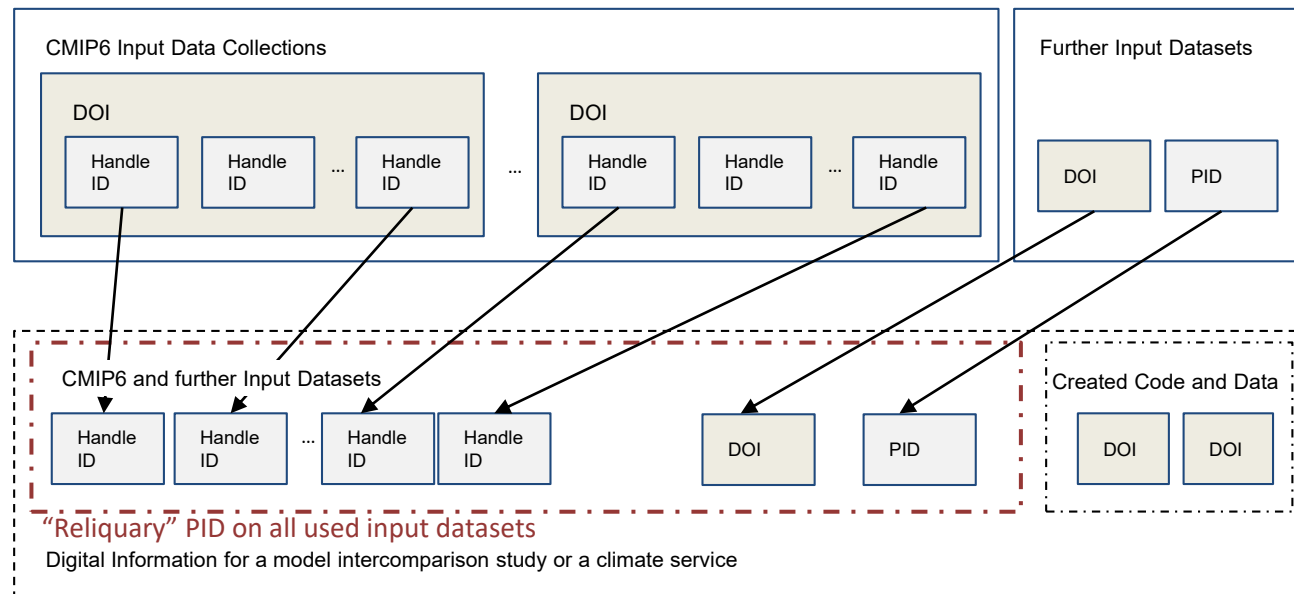 CMIP6 Input Data Collections
Further Input Datasets
DOI
DOI
Handle
ID
Handle
ID
...
Handle
ID
...
Handle
ID
Handle
ID
...
Handle
ID
DOI
PID
CMIP6 and further Input Datasets
Created Code and Data
Handle
ID
Handle
ID
...
Handle
ID
Handle
ID
DOI
PID
DOI
DOI
“Reliquary” PID on all used input datasets
Digital Information for a model intercomparison study or a climate service